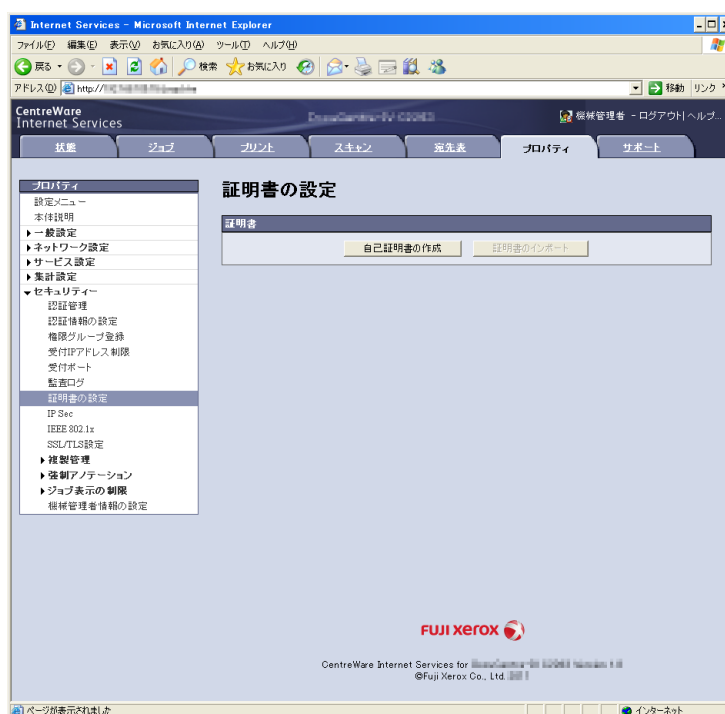 Internet Services - Microsoft Internet Explorer
ファイル(F) 編集(E) 表示(V) お気に入り(A) ツール(T) ヘルプ(H)
戻る 検索 お気に入り
アドレス(D) http:// 移動 リンク »
CentreWare
Internet Services
機械管理者 - ログアウト| ヘルプ...
状態 ジョブ プリント スキャン 宛先表 プロパティ サポート
プロパティ
設定メニュー
本体説明
一般設定
ネットワーク設定
サービス設定
集計設定
セキュリティー
認証管理
認証情報の設定
権限グループ登録
受付IPアドレス制限
受付ポート
監査ログ
証明書の設定
IP Sec
IEEE 802.1x
SSL/TLS設定
複製管理
強制アノテーション
ジョブ表示の制限
機械管理者情報の設定
証明書の設定
証明書
自己証明書の作成 証明書のインポート
FUJI xerox
CentreWare Internet Services for
©Fuji Xerox Co., Ltd.
ページが表示されました インターネット